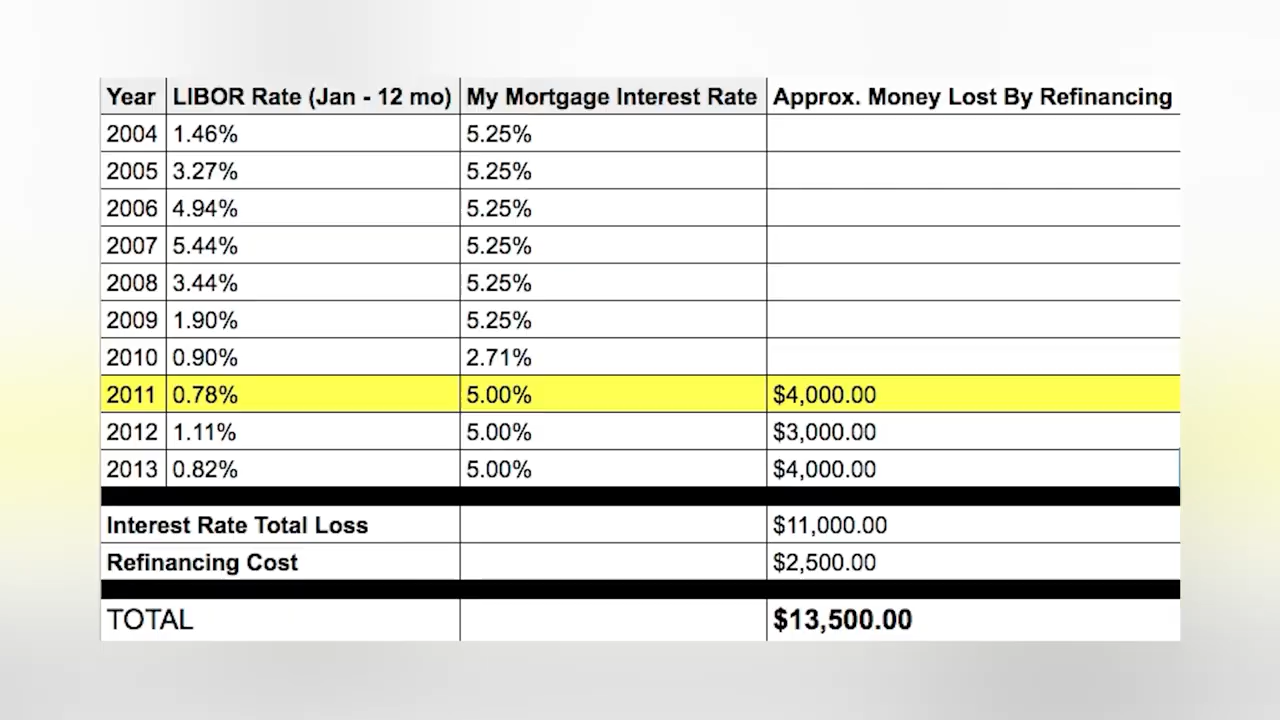 Year LIBOR Rate (Jan - 12 mo) My Mortgage Interest Rate Approx. Money Lost By Refinancing
2004 1.46% 5.25%
2005 3.27% 5.25%
2006 4.94% 5.25%
2007 5.44% 5.25%
2008 3.44% 5.25%
2009 1.90% 5.25%
2010 0.90% 2.71%
2011 0.78% 5.00% $4,000.00
2012 1.11% 5.00% $3,000.00
2013 0.82% 5.00% $4,000.00
Interest Rate Total Loss $11,000.00
Refinancing Cost $2,500.00
TOTAL $13,500.00